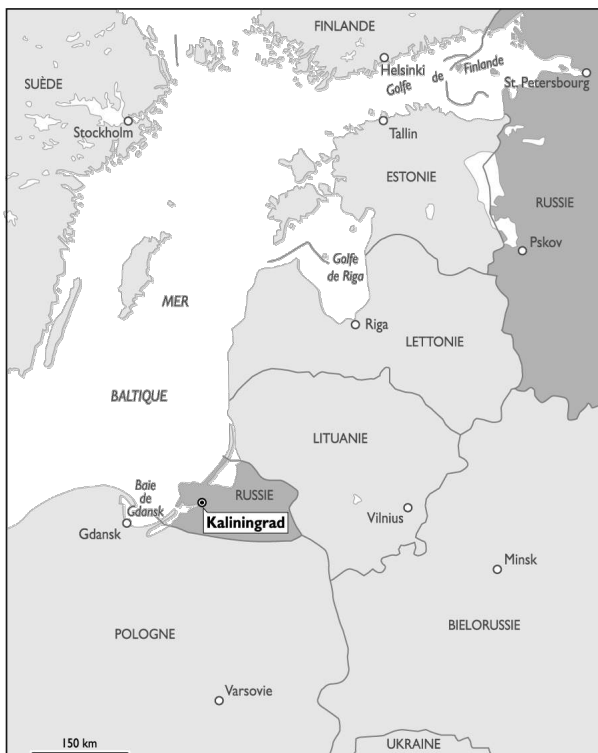 FINLANDE
Helsinki
Golfe de Finlande
St. Petersbourg
SUÈDE
Stockholm
Tallin
ESTONIE
RUSSIE
Pskov
Golfe
de Riga
MER
Riga
LETTONIE
BALTIQUE
LITUANIE
Baie
de
Gdansk
RUSSIE
Kaliningrad
Vilnius
Gdansk
Minsk
BIELORUSSIE
POLOGNE
Varsovie
150 km
UKRAINE